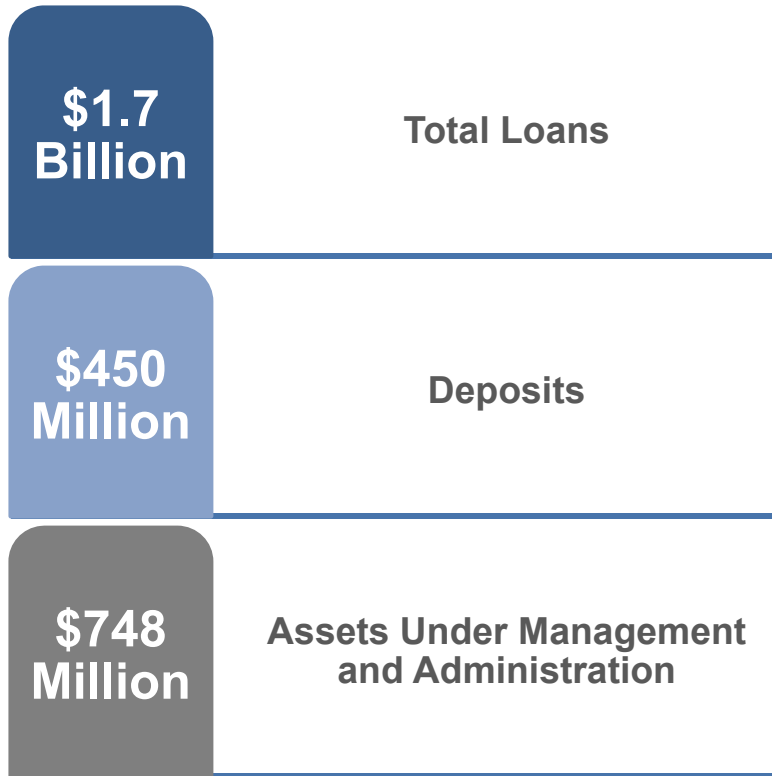 $1.7
Billion
Total Loans
$450
Million
Deposits
$748
Million
Assets Under Management
and Administration